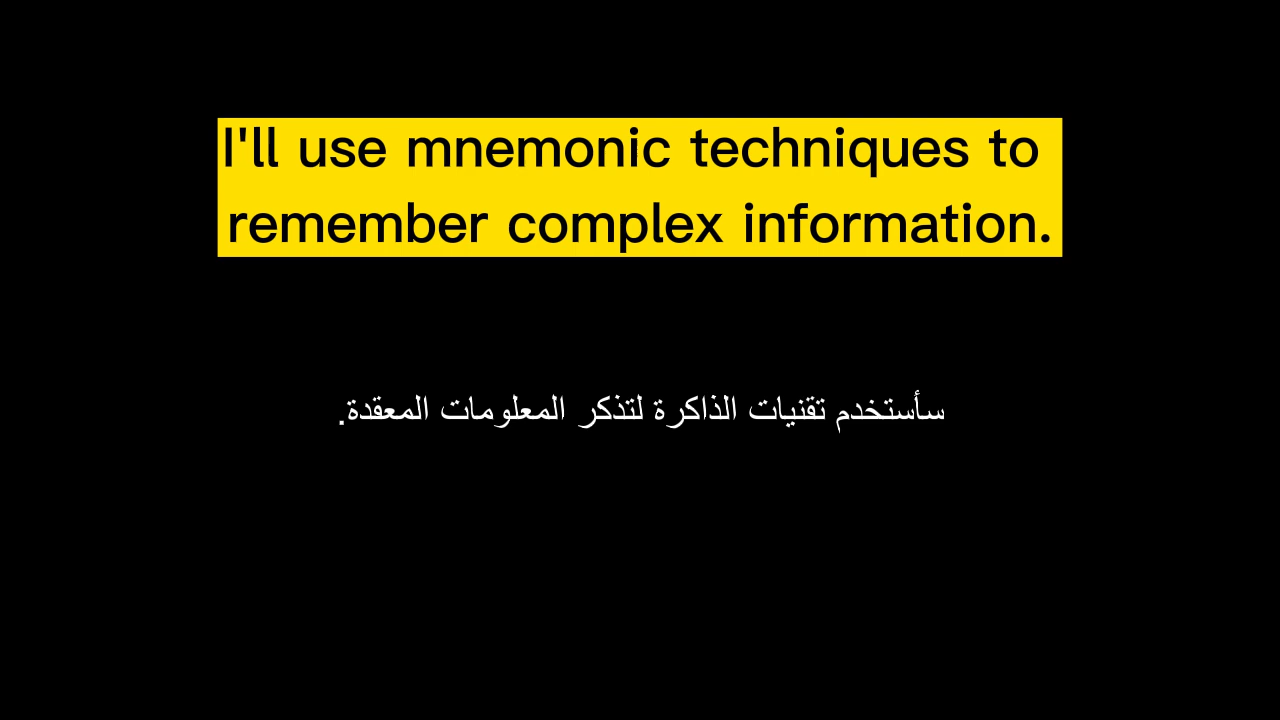 I'll use mnemonic techniques to
remember complex information.
سأستخدم تقنيات الذاكرة لتذكر المعلومات المعقدة.